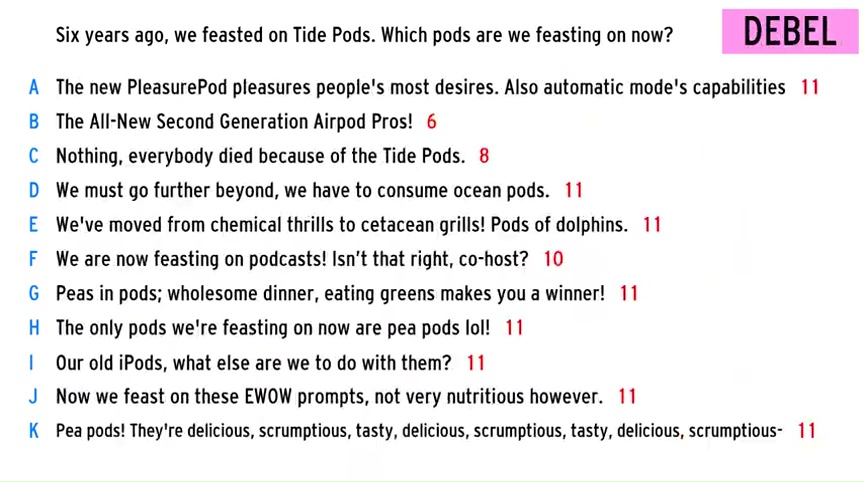 Six years ago, we feasted on Tide Pods. Which pods are we feasting on now?
DEBEL
A The new PleasurePod pleasures people's most desires. Also automatic mode's capabilities 11
B The All-New Second Generation Airpod Pros! 6
C Nothing, everybody died because of the Tide Pods. 8
D We must go further beyond, we have to consume ocean pods. 11
E We've moved from chemical thrills to cetacean grills! Pods of dolphins. 11
F We are now feasting on podcasts! Isn't that right, co-host? 10
G Peas in pods; wholesome dinner, eating greens makes you a winner! 11
H The only pods we're feasting on now are pea pods lol! 11
I Our old iPods, what else are we to do with them? 11
J Now we feast on these EWOW prompts, not very nutritious however. 11
K Pea pods! They're delicious, scrumptious, tasty, delicious, scrumptious, tasty, delicious, scrumptious- 11